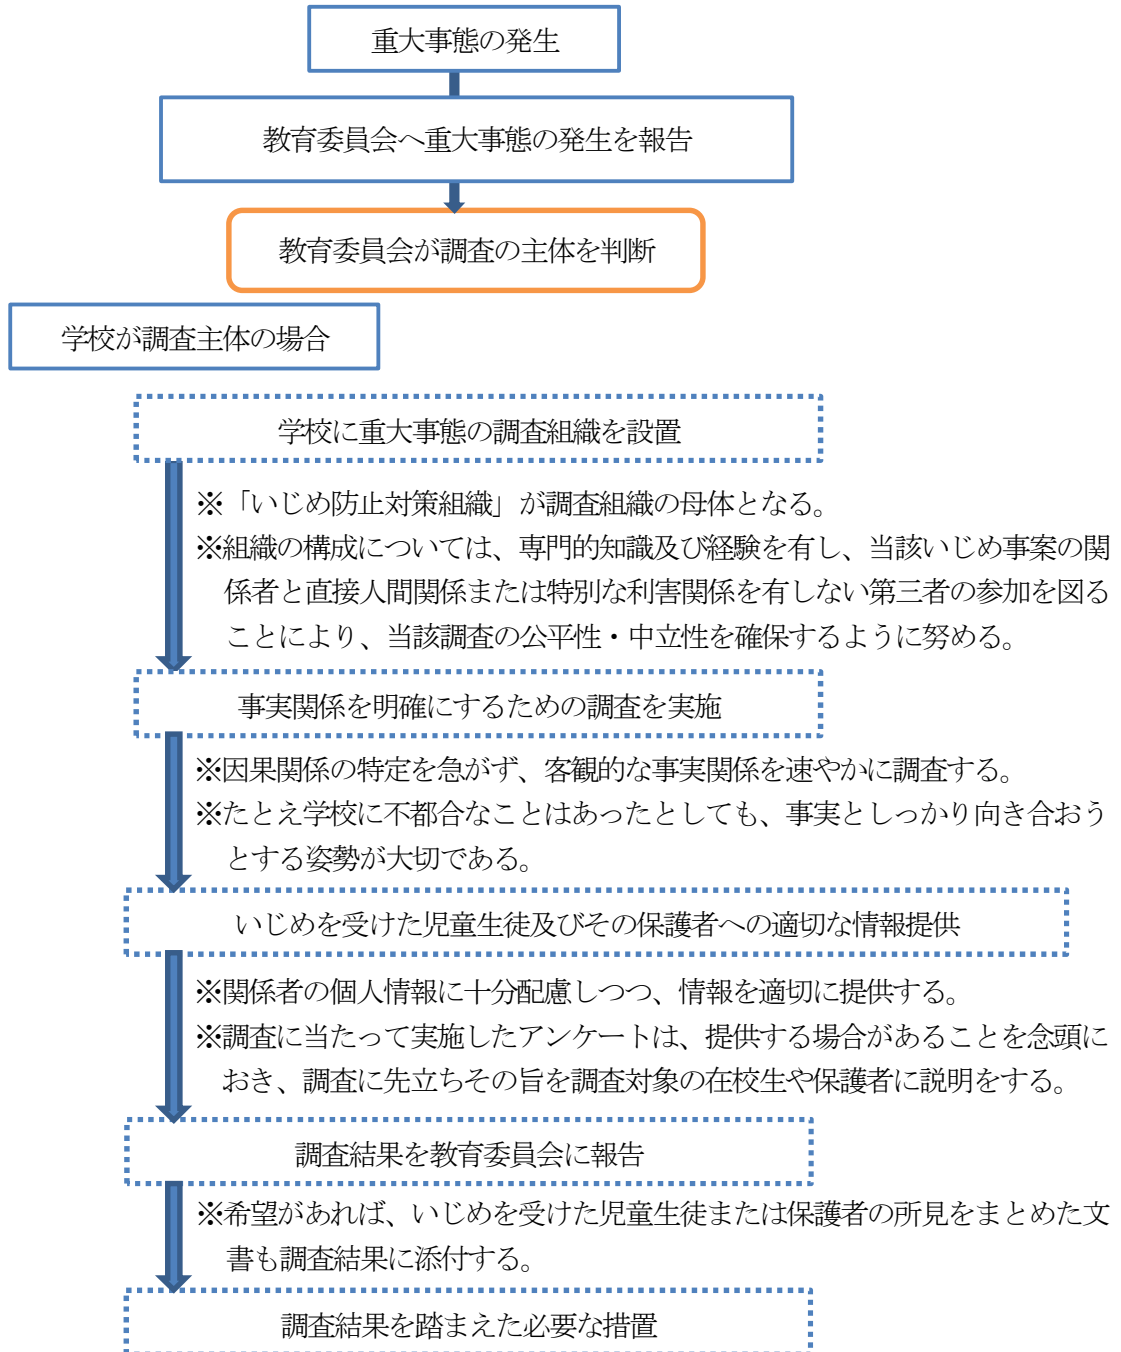 重大事態の発生
教育委員会へ重大事態の発生を報告
教育委員会が調査の主体を判断
学校が調査主体の場合
学校に重大事態の調査組織を設置
※「いじめ防止対策組織」が調査組織の母体となる。
※組織の構成については、専門的知識及び経験を有し、当該いじめ事案の関
係者と直接人間関係または特別な利害関係を有しない第三者の参加を図る
ことにより、当該調査の公平性・中立性を確保するように努める。
事実関係を明確にするための調査を実施
※因果関係の特定を急がず、客観的な事実関係を速やかに調査する。
※たとえ学校に不都合なことはあったとしても、事実としっかり向き合おう
とする姿勢が大切である。
いじめを受けた児童生徒及びその保護者への適切な情報提供
※関係者の個人情報に十分配慮しつつ、情報を適切に提供する。
※調査に当たって実施したアンケートは、提供する場合があることを念頭に
おき、調査に先立ちその旨を調査対象の在校生や保護者に説明をする。
調査結果を教育委員会に報告
※希望があれば、いじめを受けた児童生徒または保護者の所見をまとめた文
書も調査結果に添付する。
調査結果を踏まえた必要な措置